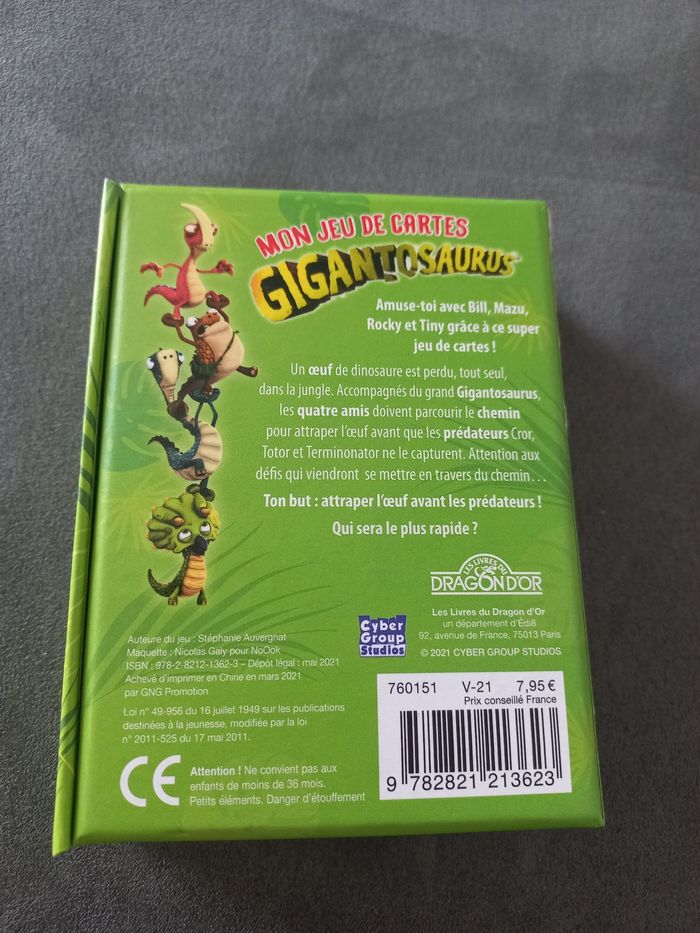 MON JEU DE CARTES
GIGANTOSAURUS
Amuse-toi avec Bill, Mazu,
Rocky et Tiny grâce à ce super
jeu de cartes !
Un œuf de dinosaure est perdu, tout seul,
dans la jungle. Accompagnés du grand Gigantosaurus,
les quatre amis doivent parcourir le chemin
pour attraper l'œuf avant que les prédateurs Cror,
Totor et Terminonator ne le capturent. Attention aux
défis qui viendront se mettre en travers du chemin…
Ton but : attraper l'œuf avant les prédateurs !
Qui sera le plus rapide ?
LES LIVRES DU
DRAGON D'OR
Les Livres du Dragon d'Or
un département d'Édi8
92, avenue de France, 75013 Paris
© 2021 CYBER GROUP STUDIOS
Cyber
Group
Studios
Auteure du jeu : Stéphanie Auvergnat
Maquette : Nicolas Galy pour NoOok
ISBN : 978-2-8212-1362-3 – Dépôt légal : mai 2021
Achevé d'imprimer en Chine en mars 2021
par GNG Promotion
Loi n° 49-956 du 16 juillet 1949 sur les publications
destinées à la jeunesse, modifiée par la loi
n° 2011-525 du 17 mai 2011.
CE
Attention ! Ne convient pas aux
enfants de moins de 36 mois.
Petits éléments. Danger d'étouffement
760151 V-21 7,95 €
Prix conseillé France
9 782821 213623